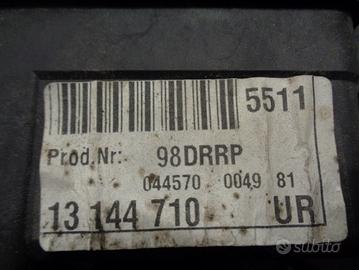 5511
Prod.Nr: 98DRRP
044570 0049 81
13 144 710 UR
subito